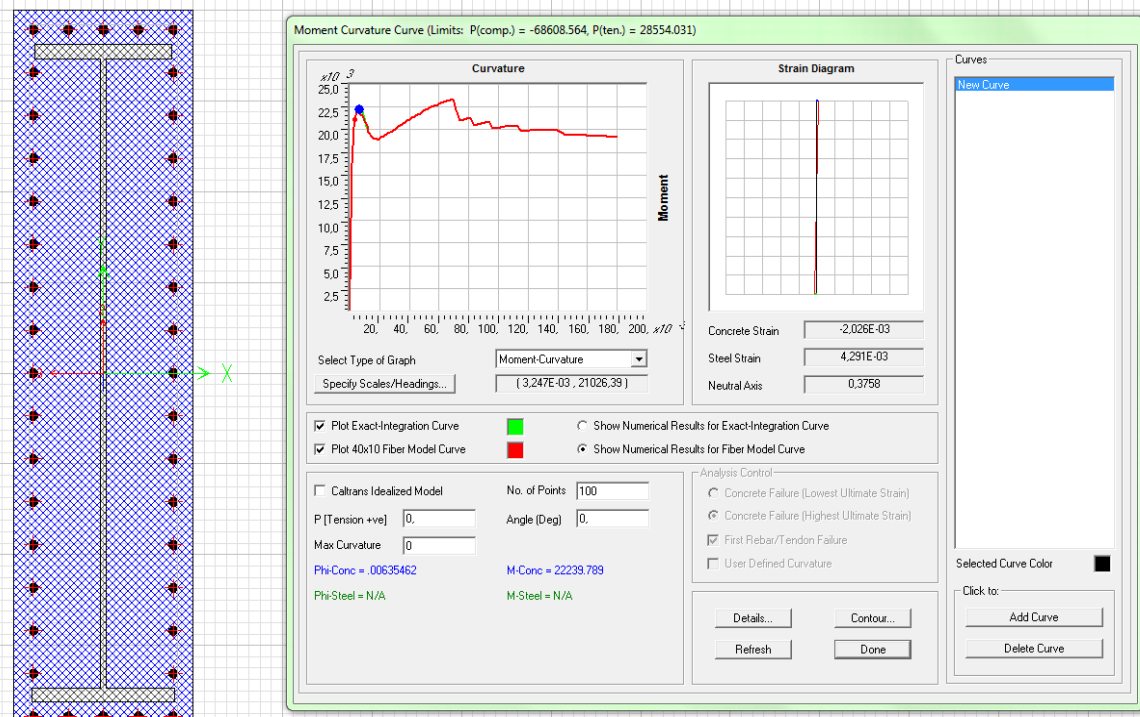 Moment Curvature Curve (Limits: P(comp.) = -68608.564, P(ten.) = 28554.031)
Curvature
x10 3
25,0
22,5
20,0
17,5
15,0
12,5
10,0
7,5
5,0
2,5
Moment
20, 40, 60, 80, 100, 120, 140, 160, 180, 200, x10 -3
Select Type of Graph
Moment-Curvature
Specify Scales/Headings...
( 3,247E-03 , 21026,39 )
Strain Diagram
Concrete Strain
-2,026E-03
Steel Strain
4,291E-03
Neutral Axis
0,3758
Curves
New Curve
Plot Exact-Integration Curve
Show Numerical Results for Exact-Integration Curve
Plot 40x10 Fiber Model Curve
Show Numerical Results for Fiber Model Curve
Caltrans Idealized Model
No. of Points
100
P [Tension +ve]
0,
Angle (Deg)
0,
Max Curvature
0
Phi-Conc = .00635462
M-Conc = 22239.789
Phi-Steel = N/A
M-Steel = N/A
Analysis Control
Concrete Failure (Lowest Ultimate Strain)
Concrete Failure (Highest Ultimate Strain)
First Rebar/Tendon Failure
User Defined Curvature
Details...
Contour...
Refresh
Done
Selected Curve Color
Click to:
Add Curve
Delete Curve
X